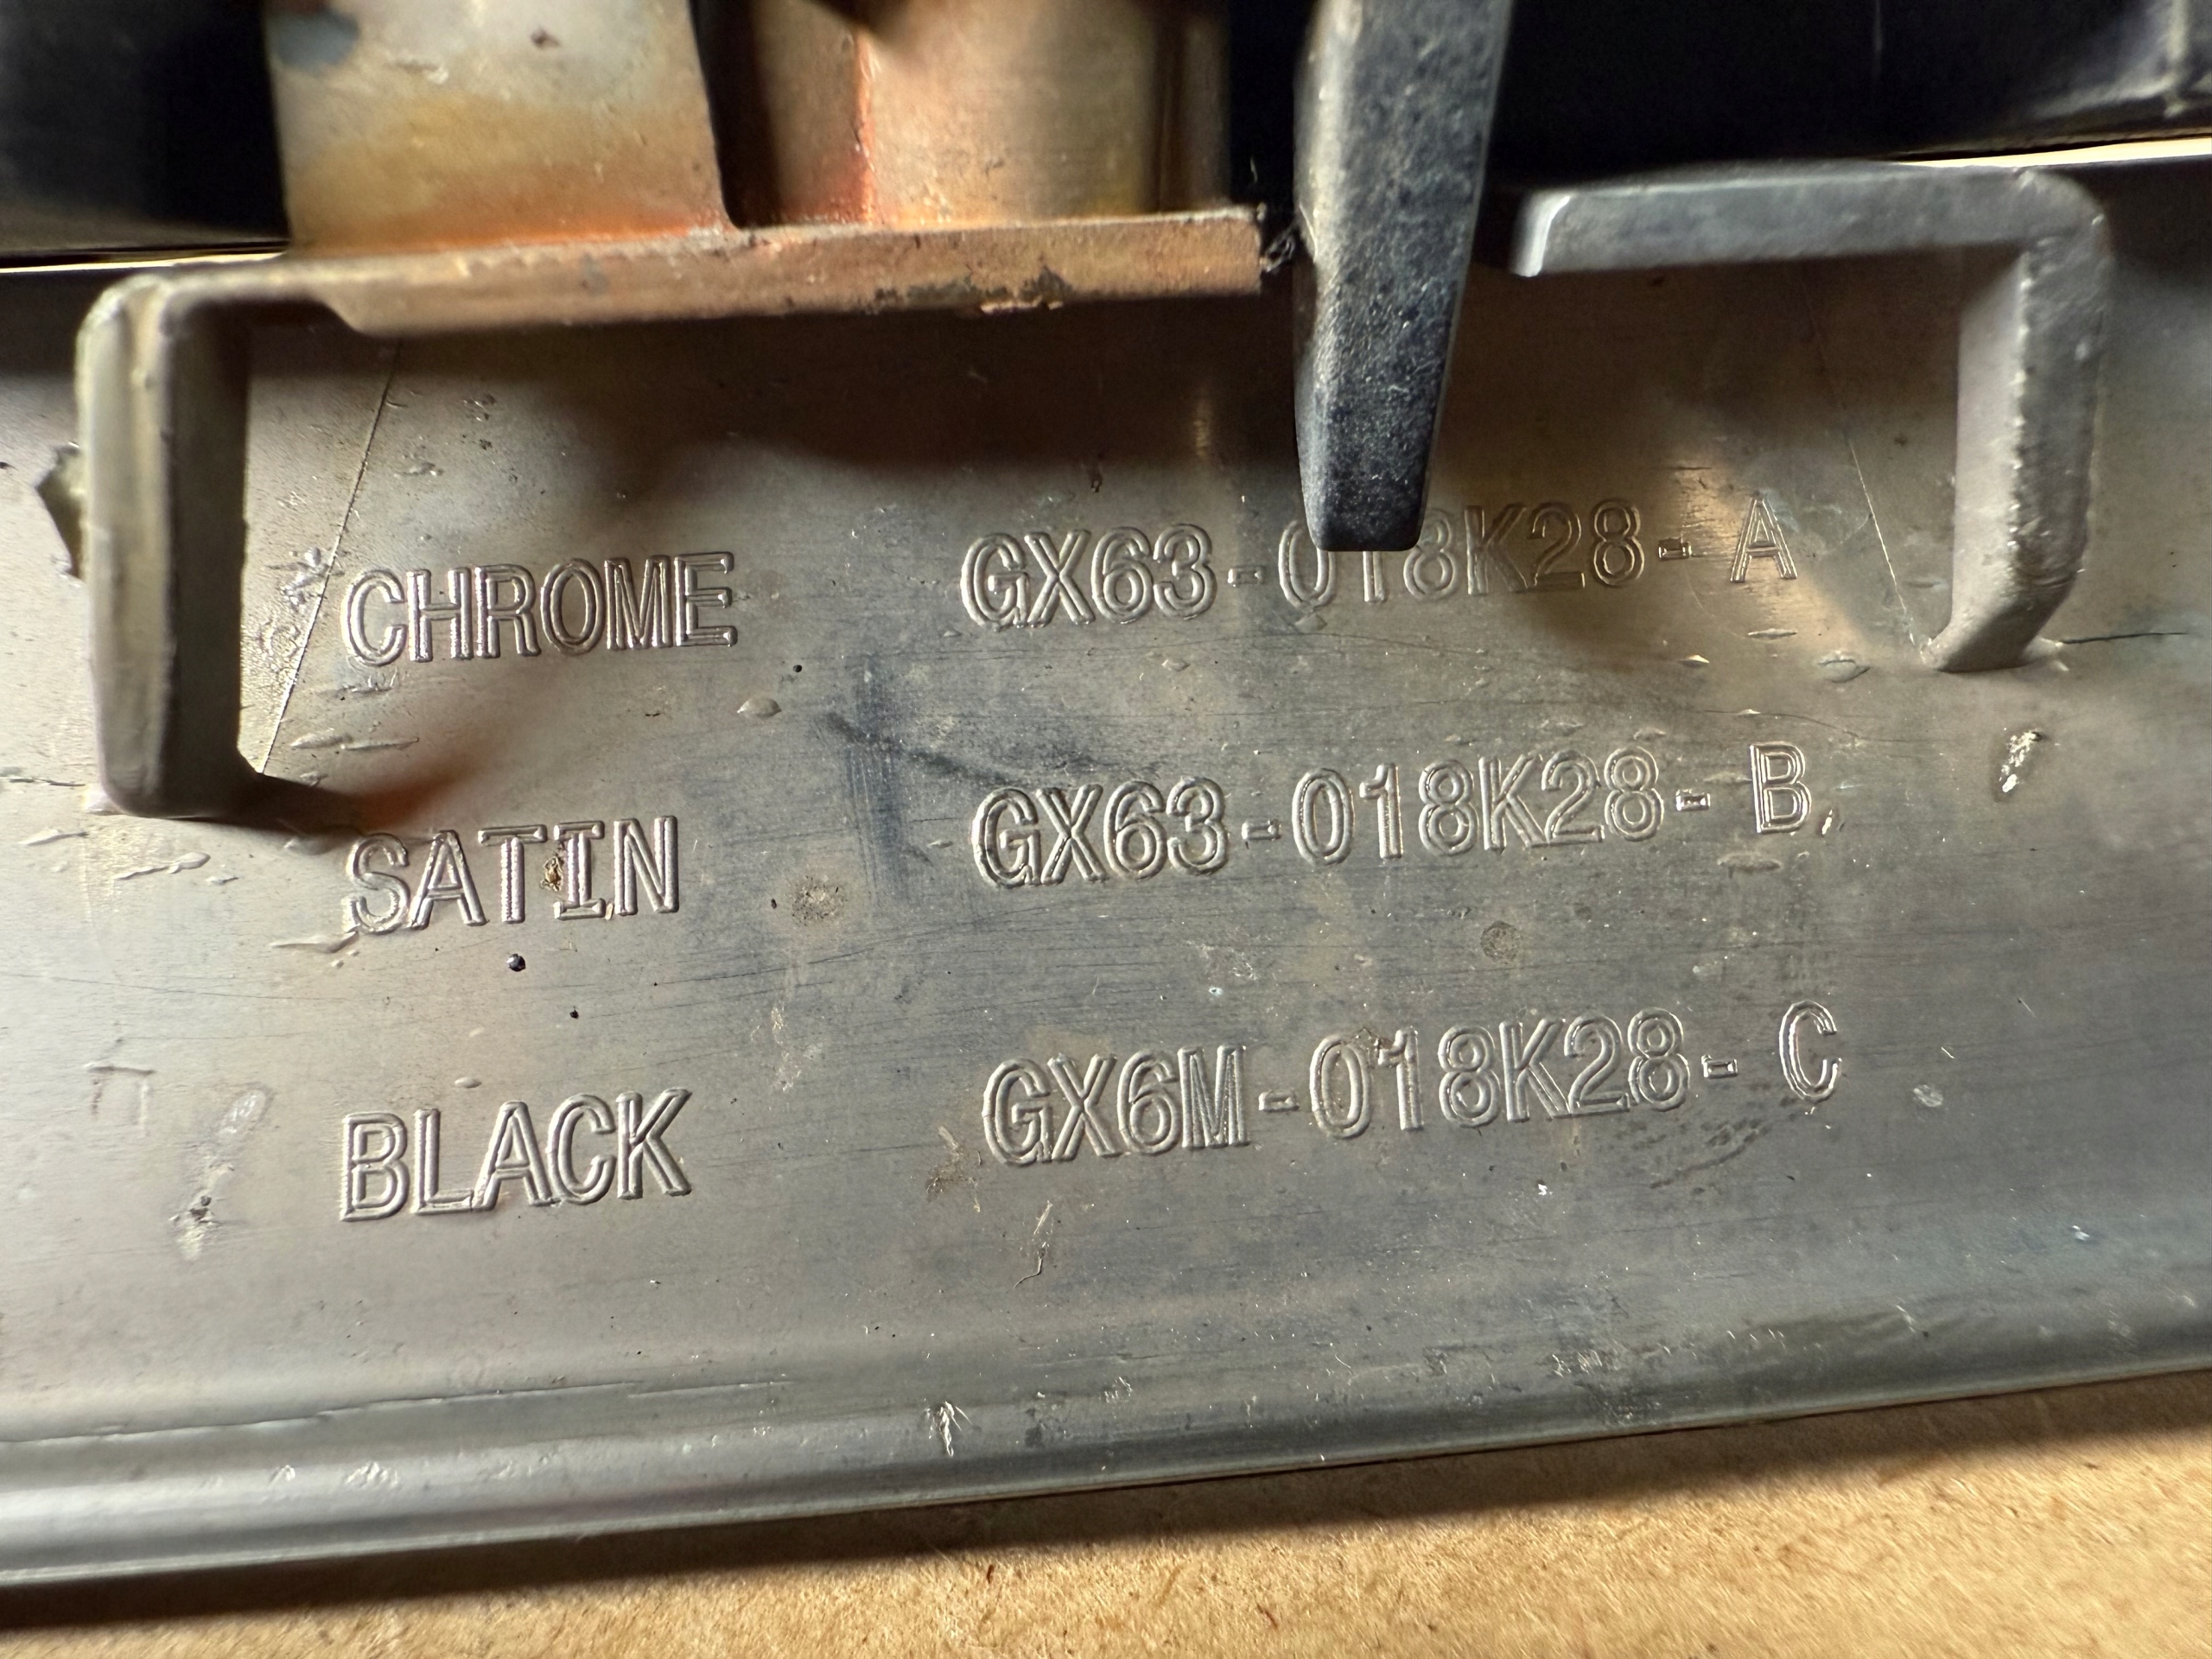 CHROME GX63-018K28- A
SATIN GX63-018K28- B
BLACK GX6M-018K28- C